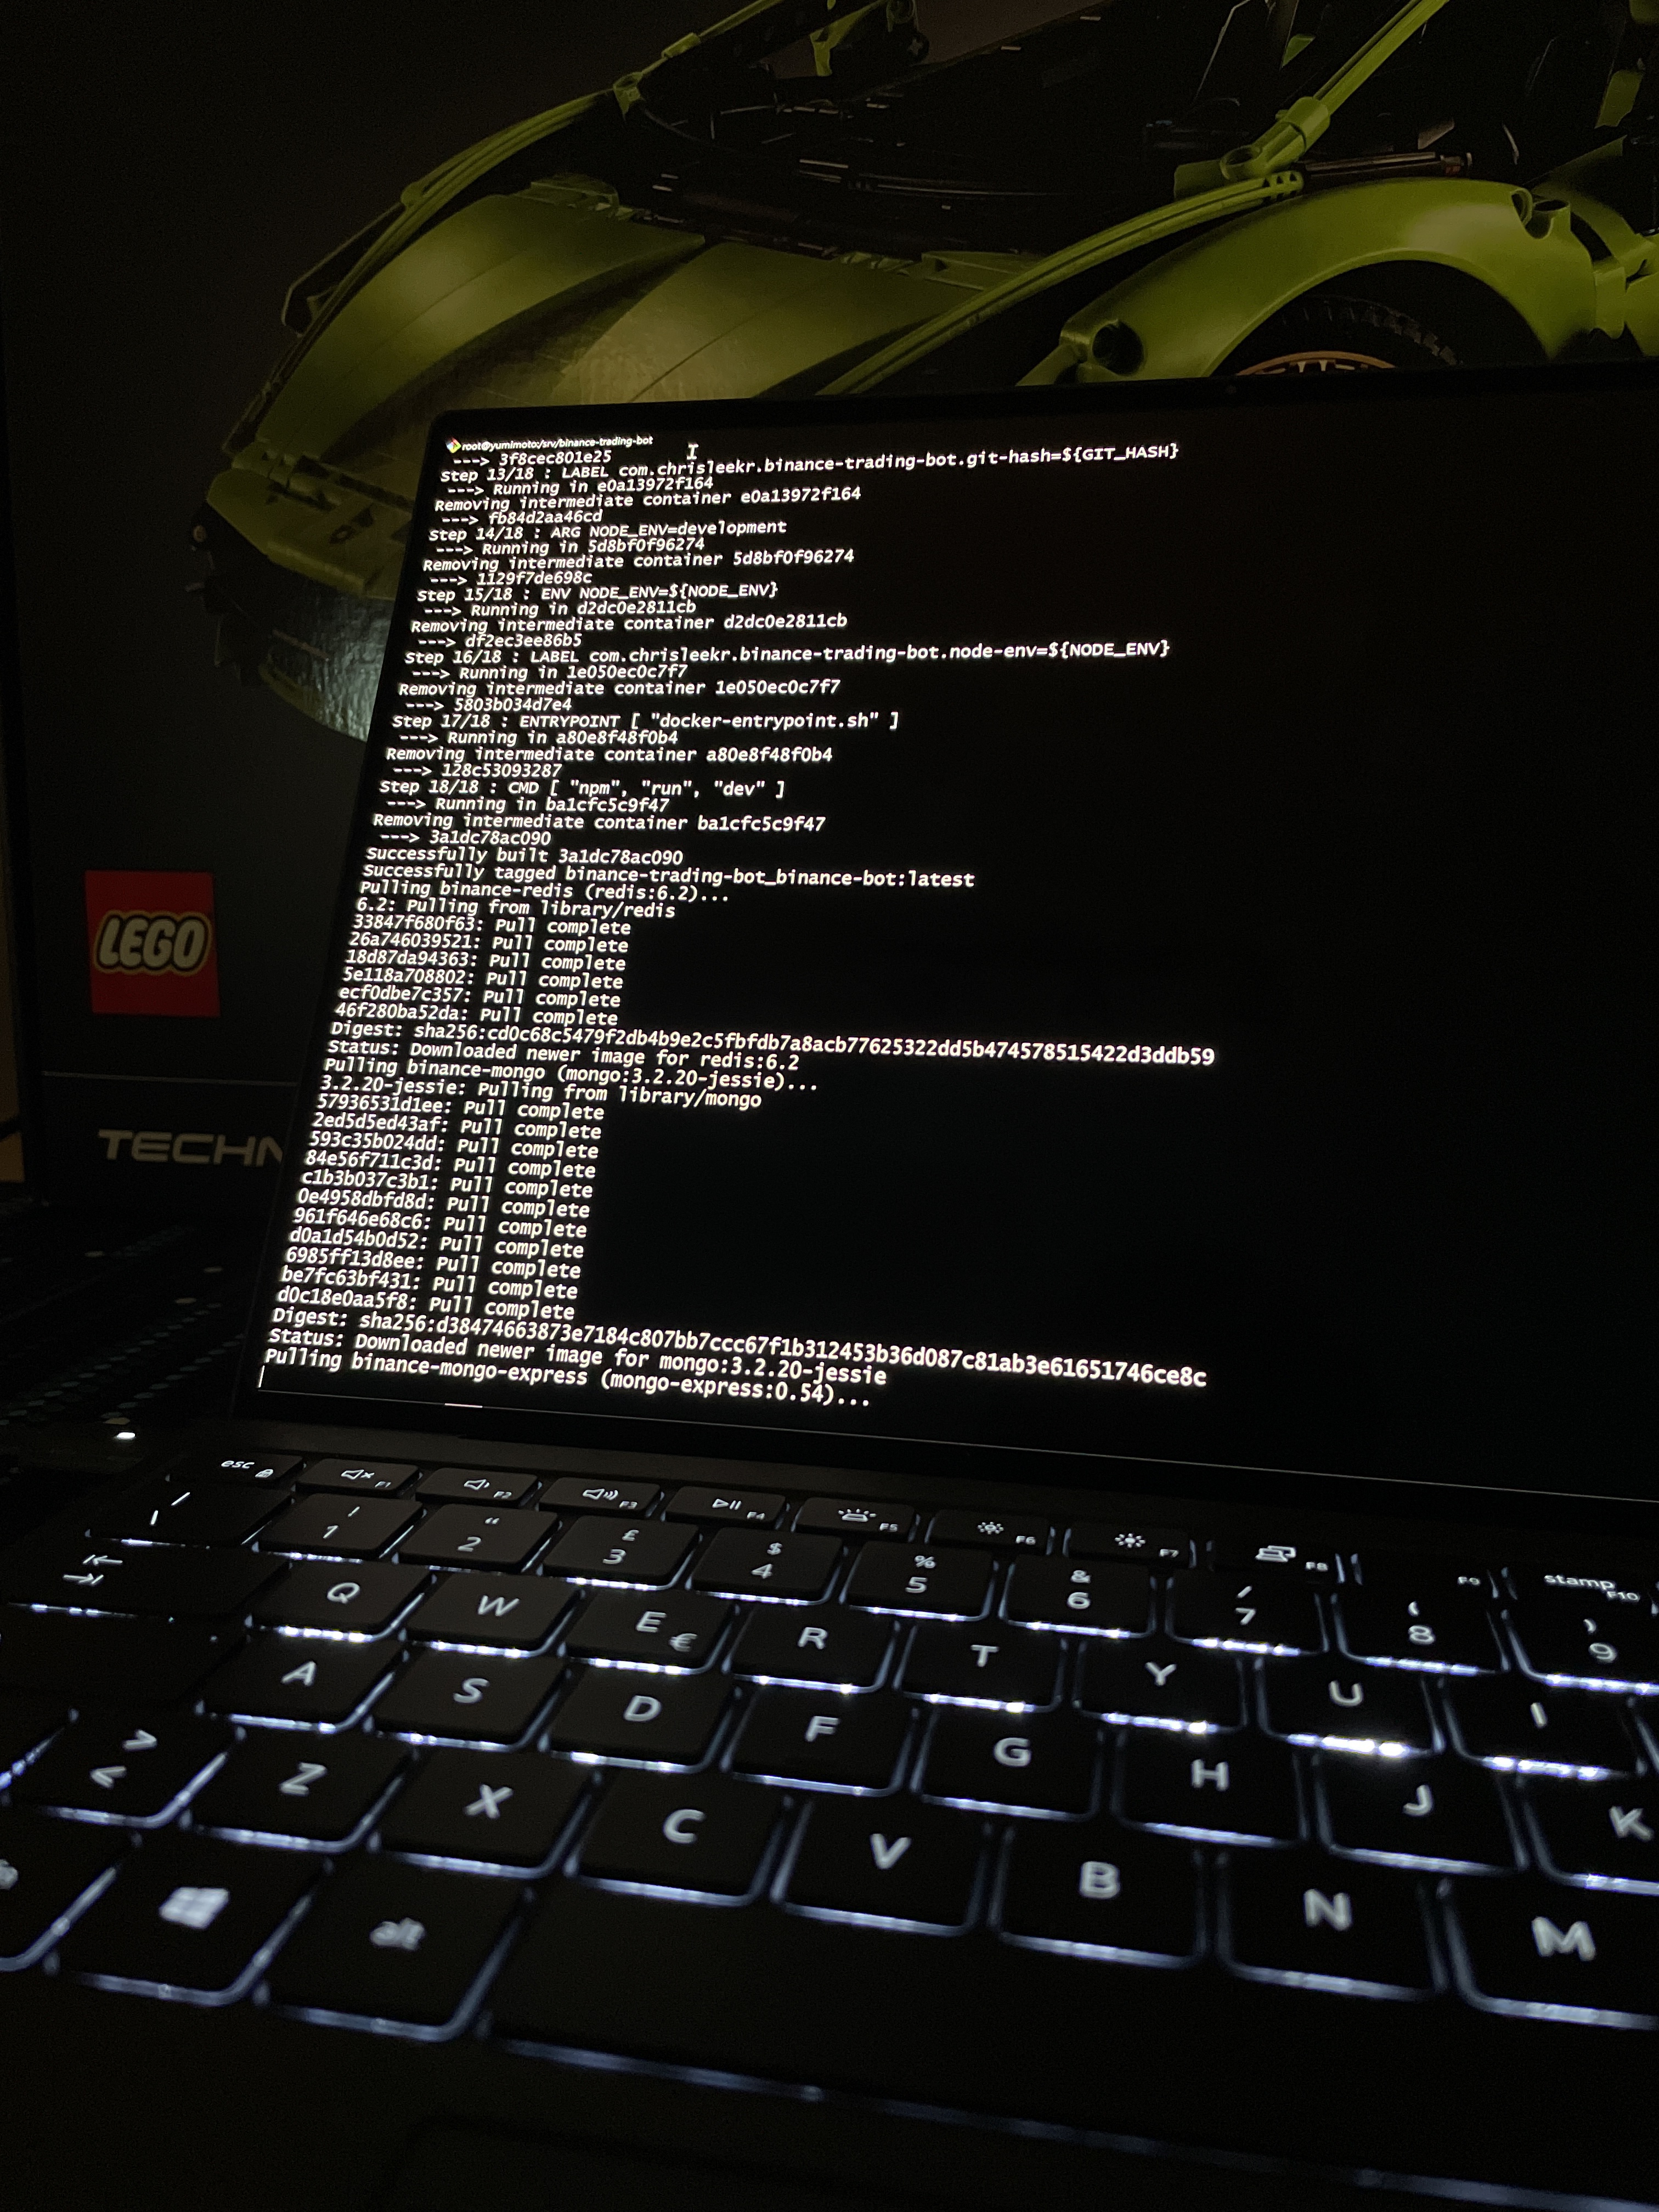 root@yumimoto:/srv/binance-trading-bot
---> 3f8cec801e25
Step 13/18 : LABEL com.chrisleekr.binance-trading-bot.git-hash=${GIT_HASH}
---> Running in e0a13972f164
Removing intermediate container e0a13972f164
---> fb84d2aa46cd
Step 14/18 : ARG NODE_ENV=development
---> Running in 5d8bf0f96274
Removing intermediate container 5d8bf0f96274
---> 1129f7de698c
Step 15/18 : ENV NODE_ENV=${NODE_ENV}
---> Running in d2dc0e2811cb
Removing intermediate container d2dc0e2811cb
---> df2ec3ee86b5
Step 16/18 : LABEL com.chrisleekr.binance-trading-bot.node-env=${NODE_ENV}
---> Running in 1e050ec0c7f7
Removing intermediate container 1e050ec0c7f7
---> 5803b034d7e4
Step 17/18 : ENTRYPOINT [ "docker-entrypoint.sh" ]
---> Running in a80e8f48f0b4
Removing intermediate container a80e8f48f0b4
---> 128c53093287
Step 18/18 : CMD [ "npm", "run", "dev" ]
---> Running in ba1cfc5c9f47
Removing intermediate container ba1cfc5c9f47
---> 3a1dc78ac090
Successfully built 3a1dc78ac090
Successfully tagged binance-trading-bot_binance-bot:latest
Pulling binance-redis (redis:6.2)...
6.2: Pulling from library/redis
33847f680f63: Pull complete
26a746039521: Pull complete
18d87da94363: Pull complete
5e118a708802: Pull complete
ecf0dbe7c357: Pull complete
46f280ba52da: Pull complete
Digest: sha256:cd0c68c5479f2db4b9e2c5fbfdb7a8acb77625322dd5b474578515422d3ddb59
Status: Downloaded newer image for redis:6.2
Pulling binance-mongo (mongo:3.2.20-jessie)...
3.2.20-jessie: Pulling from library/mongo
57936531d1ee: Pull complete
2ed5d5ed43af: Pull complete
593c35b024dd: Pull complete
84e56f711c3d: Pull complete
c1b3b037c3b1: Pull complete
0e4958dbfd8d: Pull complete
961f646e68c6: Pull complete
d0a1d54b0d52: Pull complete
6985ff13d8ee: Pull complete
be7fc63bf431: Pull complete
d0c18e0aa5f8: Pull complete
Digest: sha256:d38474663873e7184c807bb7ccc67f1b312453b36d087c81ab3e61651746ce8c
Status: Downloaded newer image for mongo:3.2.20-jessie
Pulling binance-mongo-express (mongo-express:0.54)...
LEGO
TECHN
esc F1 F2 F3 F4 F5 F6 F7 F8 F9 stamp F10
! " £ $ % & / ( )
1 2 3 4 5 6 7 8 9
Q W E € R T Y U I
A S D F G H J K
> < Z X C V B N M
alt